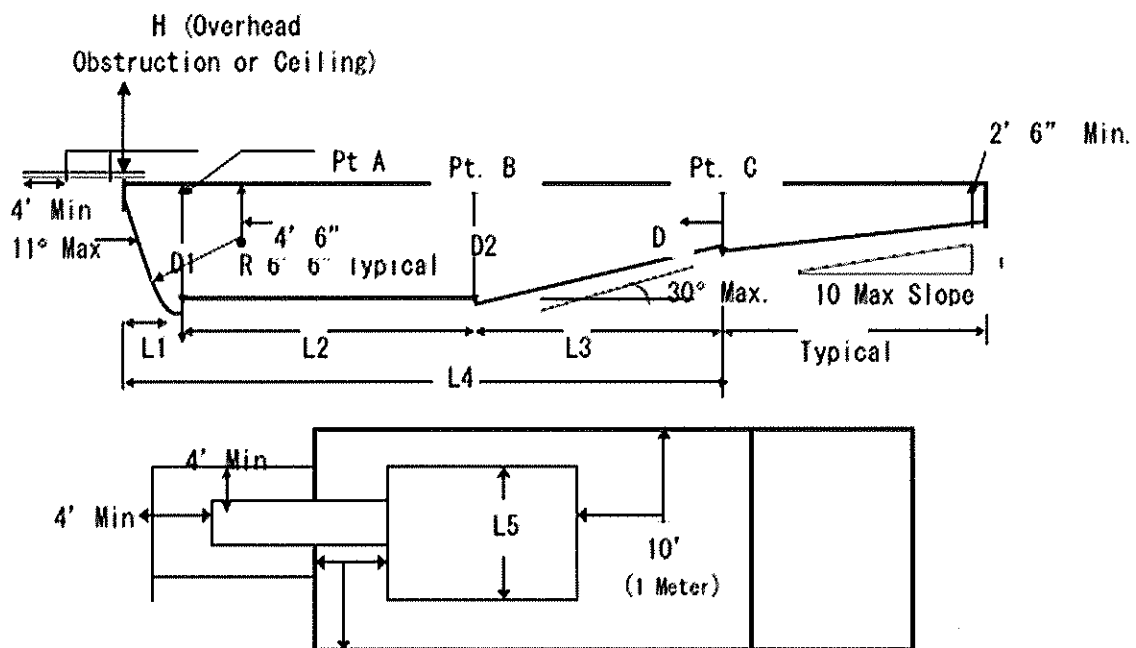 H (Overhead
Obstruction or Ceiling)
2' 6" Min.
Pt A
Pt. B
Pt. C
4' Min
11° Max
4' 6"
D1
R 6' 6" Typical
D2
D
30° Max.
10 Max Slope
L1
L2
L3
Typical
L4
4' Min
4' Min
L5
10'
(1 Meter)